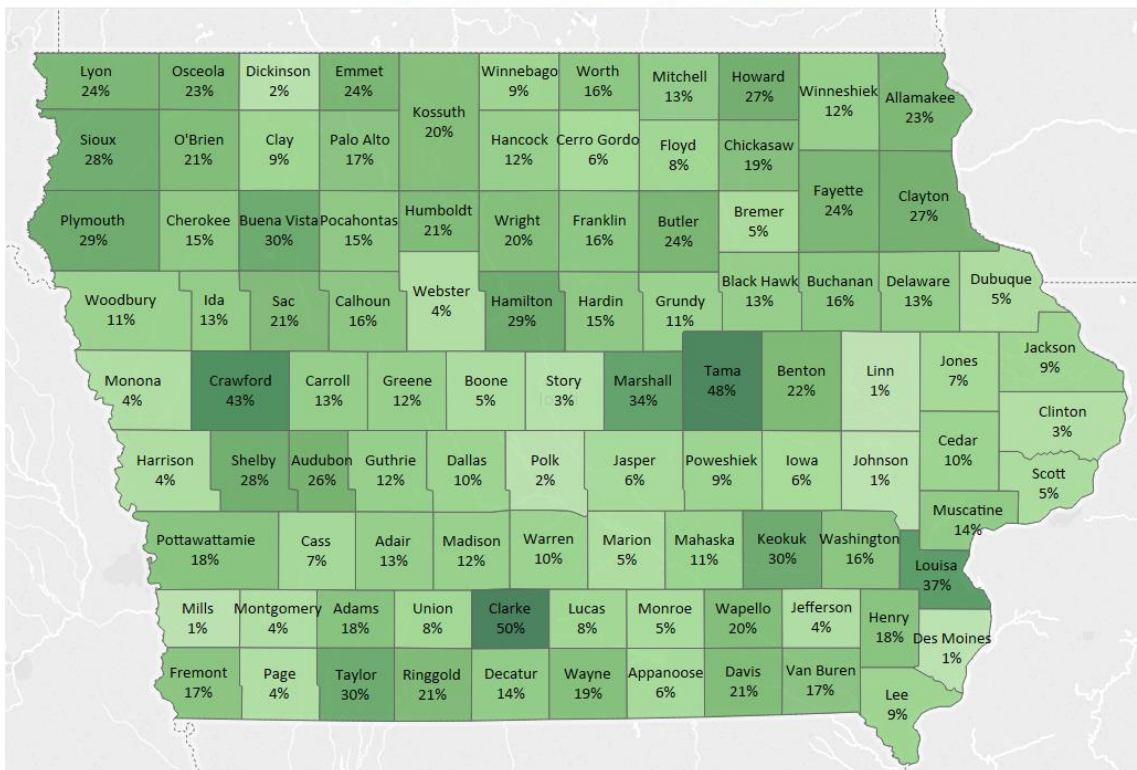 Lyon
24%
Osceola
23%
Dickinson
2%
Emmet
24%
Kossuth
20%
Winnebago
9%
Worth
16%
Mitchell
13%
Howard
27%
Winneshiek
12%
Allamakee
23%
Sioux
28%
O'Brien
21%
Clay
9%
Palo Alto
17%
Hancock
12%
Cerro Gordo
6%
Floyd
8%
Chickasaw
19%
Fayette
24%
Clayton
27%
Plymouth
29%
Cherokee
15%
Buena Vista
30%
Pocahontas
15%
Humboldt
21%
Wright
20%
Franklin
16%
Butler
24%
Bremer
5%
Woodbury
11%
Ida
13%
Sac
21%
Calhoun
16%
Webster
4%
Hamilton
29%
Hardin
15%
Grundy
11%
Black Hawk
13%
Buchanan
16%
Delaware
13%
Dubuque
5%
Monona
4%
Crawford
43%
Carroll
13%
Greene
12%
Boone
5%
Story
3%
Marshall
34%
Tama
48%
Benton
22%
Linn
1%
Jones
7%
Jackson
9%
Clinton
3%
Harrison
4%
Shelby
28%
Audubon
26%
Guthrie
12%
Dallas
10%
Polk
2%
Jasper
6%
Poweshiek
9%
Iowa
6%
Johnson
1%
Cedar
10%
Scott
5%
Muscatine
14%
Pottawattamie
18%
Cass
7%
Adair
13%
Madison
12%
Warren
10%
Marion
5%
Mahaska
11%
Keokuk
30%
Washington
16%
Louisa
37%
Mills
1%
Montgomery
4%
Adams
18%
Union
8%
Clarke
50%
Lucas
8%
Monroe
5%
Wapello
20%
Jefferson
4%
Henry
18%
Des Moines
1%
Fremont
17%
Page
4%
Taylor
30%
Ringgold
21%
Decatur
14%
Wayne
19%
Appanoose
6%
Davis
21%
Van Buren
17%
Lee
9%